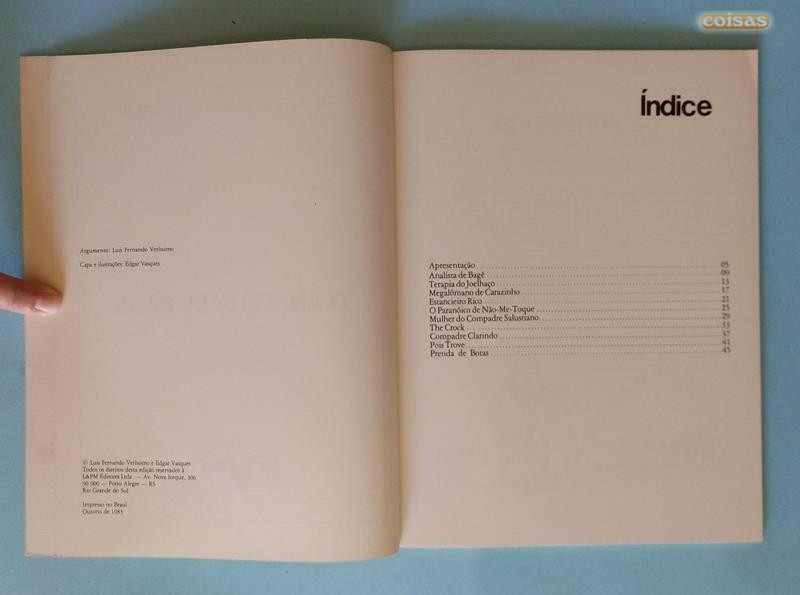 coisas
Argumento: Luis Fernando Veríssimo
Capa e ilustrações: Edgar Vasques
© Luis Fernando Veríssimo e Edgar Vasques
Todos os direitos desta edição reservados à
L&PM Editores Ltda. — Av. Nova Iorque, 306
90.000 — Porto Alegre — RS
Rio Grande do Sul
Impresso no Brasil
Outono de 1983
Índice
Apresentação 05
Analista de Bagé 09
Terapia do Joelhaço 13
Megalômano de Carazinho 17
Estancieiro Rico 21
O Paranóico de Não-Me-Toque 25
Mulher do Compadre Salustiano 29
The Crock 33
Compadre Clarindo 37
Pois Trove 41
Prenda de Botas 45